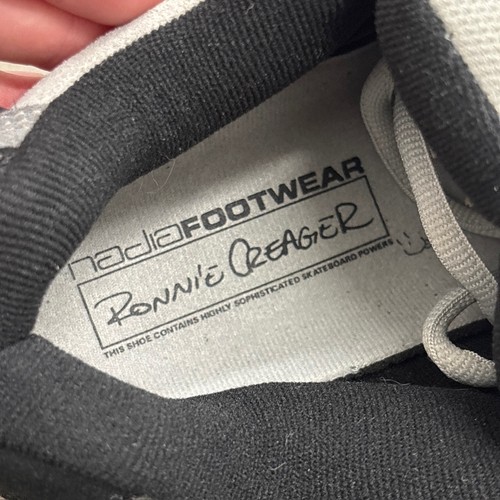 nadiaFOOTWEAR
RONNIE CREAGER
THIS SHOE CONTAINS HIGHLY SOPHISTICATED SKATEBOARD POWERS